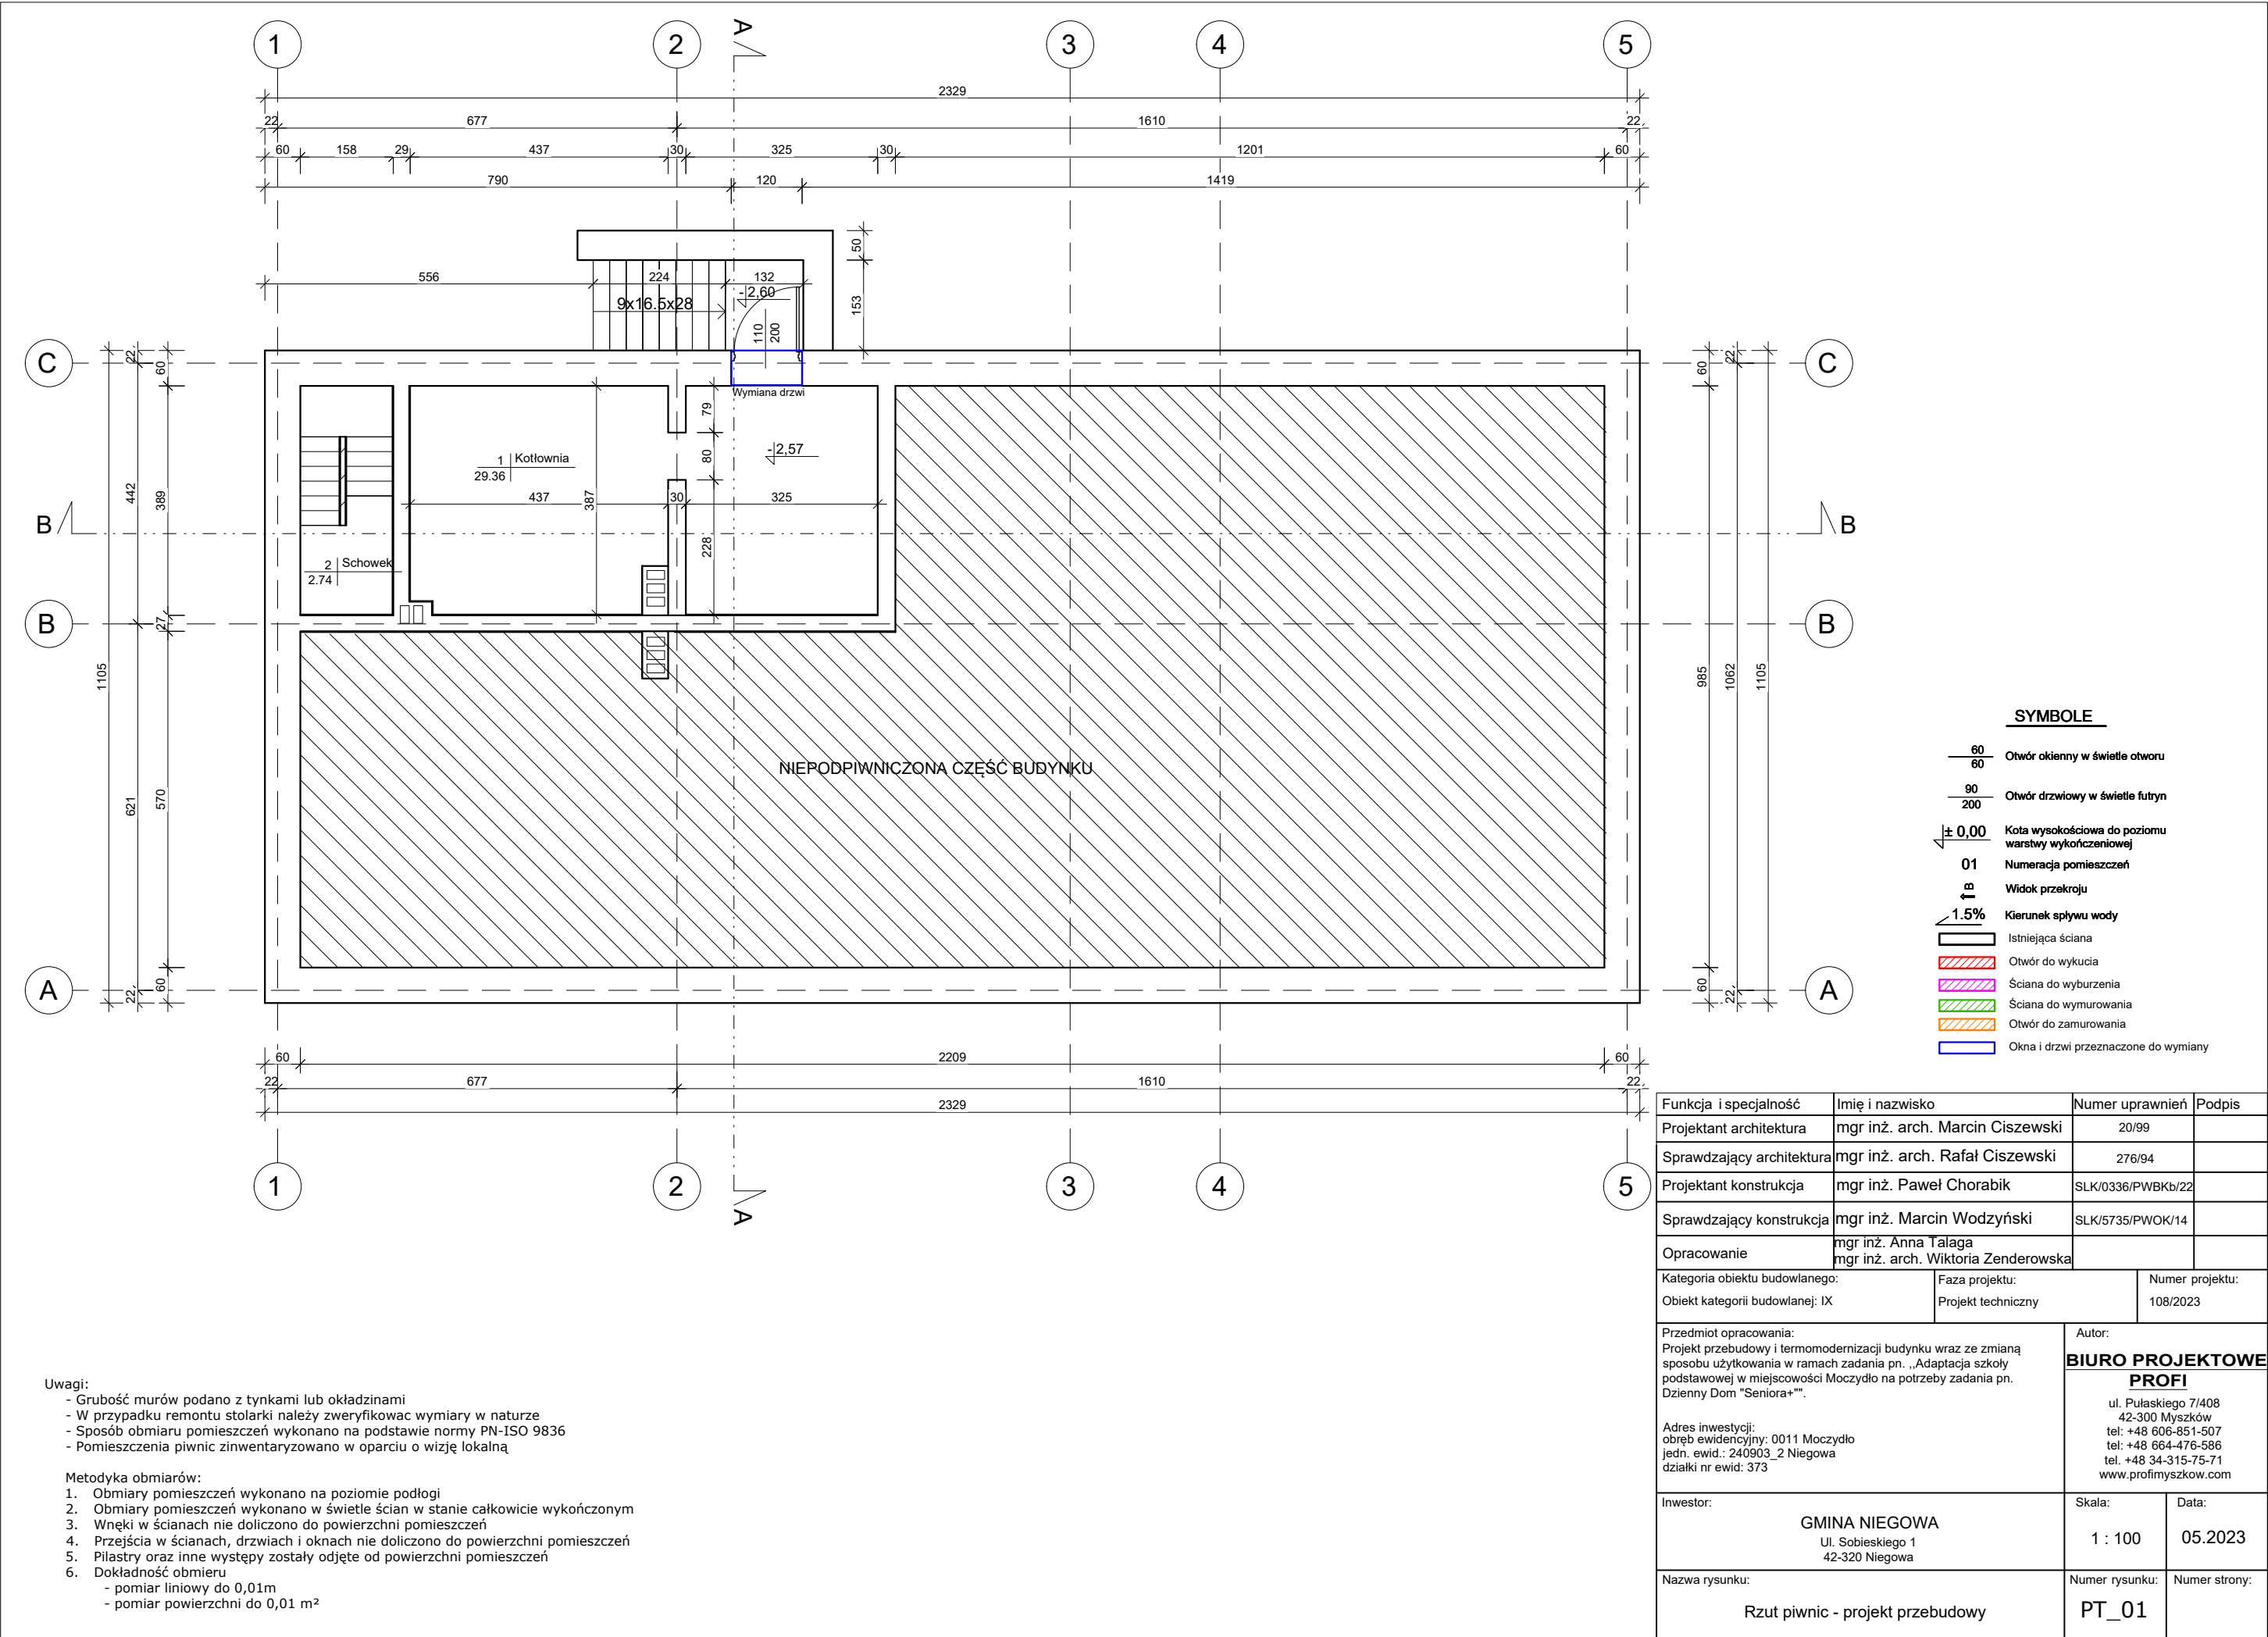 1 2 3 4 5
A
2329
22 677 1610 22
60 158 29 437 30 325 30 1201 60
790 120 1419
50
556 224 132
-2,60
9x16.5x28
153
110
200
C C
22 60 60 22
Wymiana drzwi
79
-2,57
1 Kotłownia
29.36
80
437 387 30 325
442 389
B B
228
2 Schowek
2.74
B B
27
1105 985 1062 1105
621 570
NIEPODPIWNICZONA CZĘŚĆ BUDYNKU
A A
22 60 60 22
60 2209 60
22 677 1610 22
2329
1 2 3 4 5
A
SYMBOLE
60
60
Otwór okienny w świetle otworu
90
200
Otwór drzwiowy w świetle futryn
± 0,00 Kota wysokościowa do poziomu
warstwy wykończeniowej
01 Numeracja pomieszczeń
B Widok przekroju
1.5% Kierunek spływu wody
Istniejąca ściana
Otwór do wykucia
Ściana do wyburzenia
Ściana do wymurowania
Otwór do zamurowania
Okna i drzwi przeznaczone do wymiany
Funkcja i specjalność Imię i nazwisko Numer uprawnień Podpis
Projektant architektura mgr inż. arch. Marcin Ciszewski 20/99
Sprawdzający architektura mgr inż. arch. Rafał Ciszewski 276/94
Projektant konstrukcja mgr inż. Paweł Chorabik SLK/0336/PWBKb/22
Sprawdzający konstrukcja mgr inż. Marcin Wodzyński SLK/5735/PWOK/14
Opracowanie mgr inż. Anna Talaga
mgr inż. arch. Wiktoria Zenderowska
Kategoria obiektu budowlanego: Faza projektu: Numer projektu:
Obiekt kategorii budowlanej: IX Projekt techniczny 108/2023
Przedmiot opracowania:
Projekt przebudowy i termomodernizacji budynku wraz ze zmianą
sposobu użytkowania w ramach zadania pn. ,,Adaptacja szkoły
podstawowej w miejscowości Moczydło na potrzeby zadania pn.
Dzienny Dom "Seniora+"".
Adres inwestycji:
obręb ewidencyjny: 0011 Moczydło
jedn. ewid.: 240903_2 Niegowa
działki nr ewid: 373
Autor:
BIURO PROJEKTOWE
PROFI
ul. Pułaskiego 7/408
42-300 Myszków
tel: +48 606-851-507
tel: +48 664-476-586
tel. +48 34-315-75-71
www.profimyszkow.com
Inwestor:
GMINA NIEGOWA
Ul. Sobieskiego 1
42-320 Niegowa
Skala: Data:
1 : 100 05.2023
Nazwa rysunku: Numer rysunku: Numer strony:
Rzut piwnic - projekt przebudowy PT_01
Uwagi:
- Grubość murów podano z tynkami lub okładzinami
- W przypadku remontu stolarki należy zweryfikowac wymiary w naturze
- Sposób obmiaru pomieszczeń wykonano na podstawie normy PN-ISO 9836
- Pomieszczenia piwnic zinwentaryzowano w oparciu o wizję lokalną
Metodyka obmiarów:
1. Obmiary pomieszczeń wykonano na poziomie podłogi
2. Obmiary pomieszczeń wykonano w świetle ścian w stanie całkowicie wykończonym
3. Wnęki w ścianach nie doliczono do powierzchni pomieszczeń
4. Przejścia w ścianach, drzwiach i oknach nie doliczono do powierzchni pomieszczeń
5. Pilastry oraz inne występy zostały odjęte od powierzchni pomieszczeń
6. Dokładność obmieru
- pomiar liniowy do 0,01m
- pomiar powierzchni do 0,01 m²